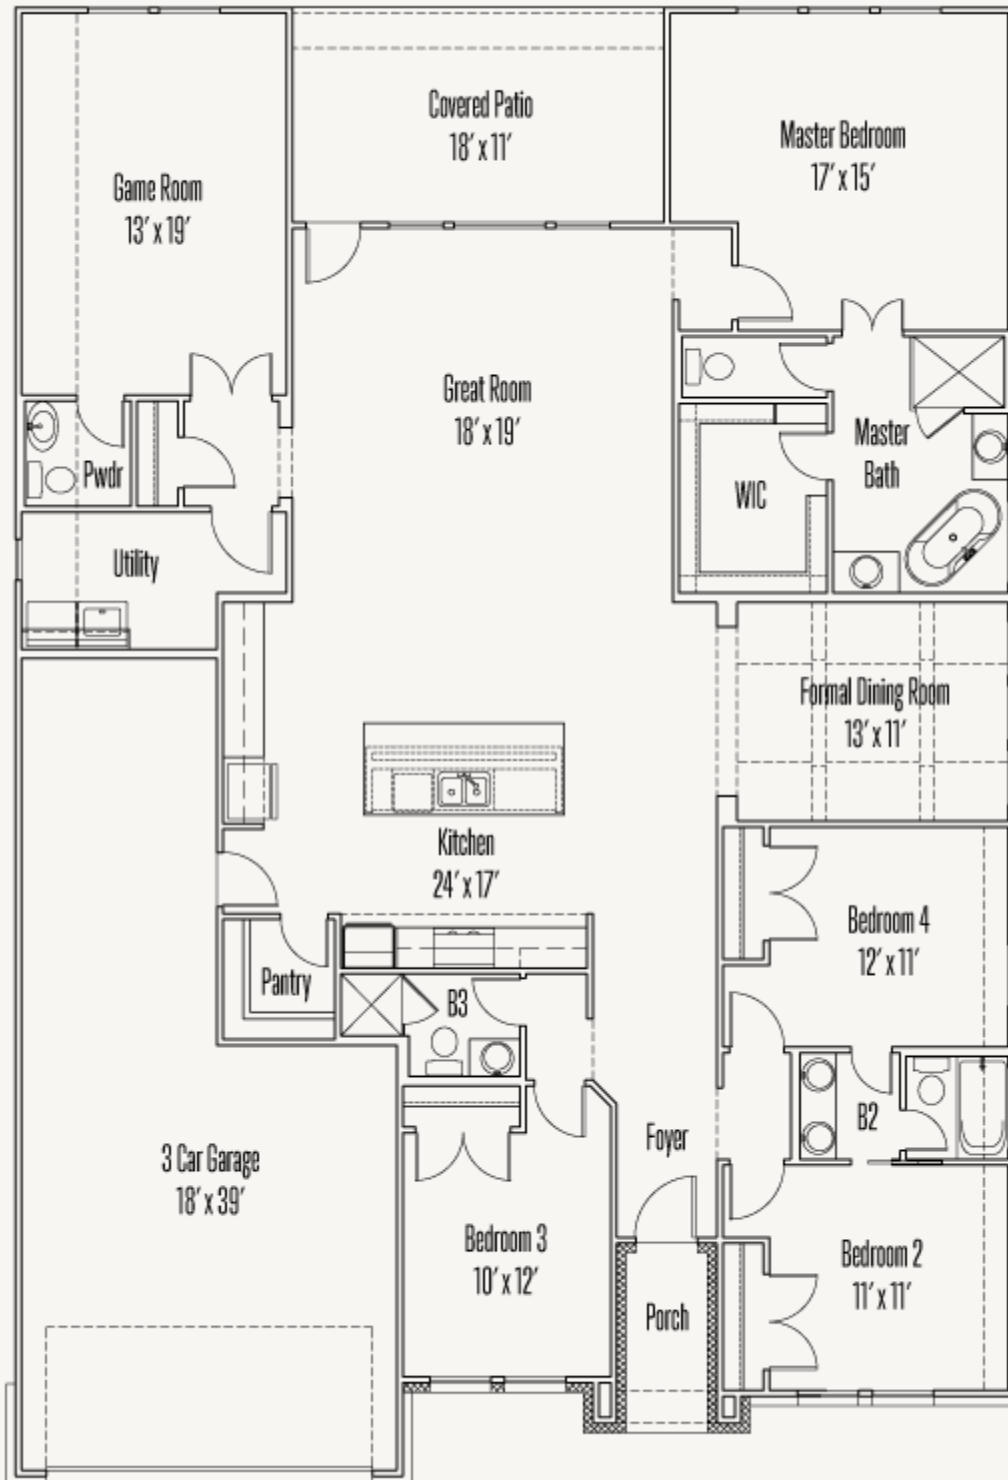 Covered Patio
18' x 11'
Master Bedroom
17' x 15'
Game Room
13' x 19'
Great Room
18' x 19'
Master
Bath
Pwdr
WIC
Utility
Formal Dining Room
13' x 11'
Kitchen
24' x 17'
Bedroom 4
12' x 11'
Pantry
B3
B2
Foyer
3 Car Garage
18' x 39'
Bedroom 3
10' x 12'
Bedroom 2
11' x 11'
Porch